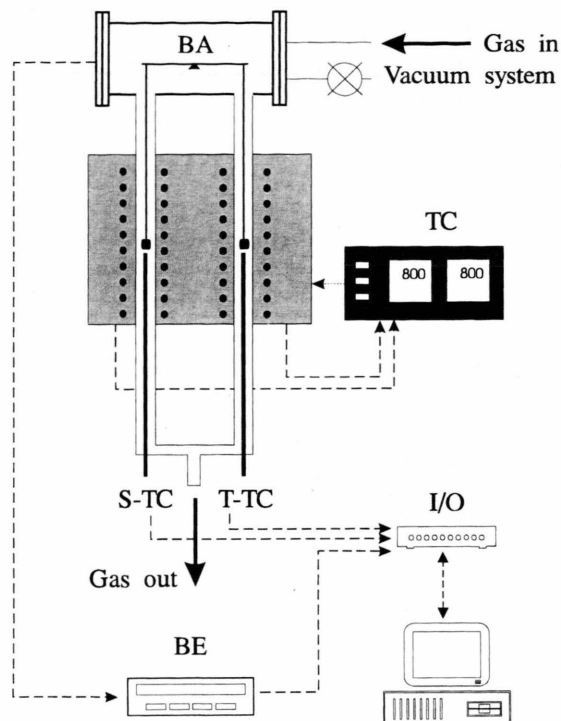 BA
Gas in
Vacuum system
TC
800 800
S-TC T-TC
I/O
Gas out
BE